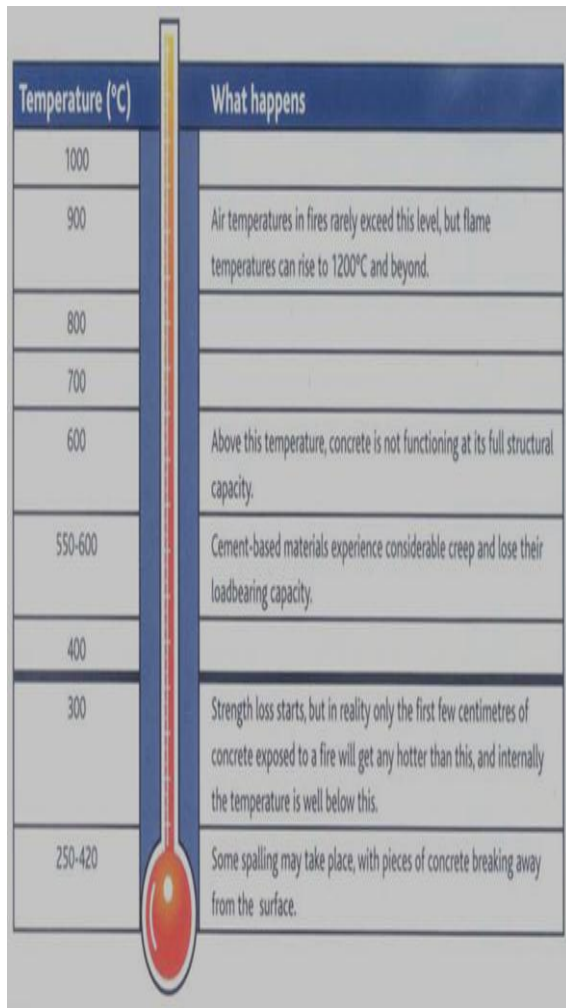 Temperature (°C) What happens
1000
900 Air temperatures in fires rarely exceed this level, but flame
temperatures can rise to 1200°C and beyond.
800
700
600 Above this temperature, concrete is not functioning at its full structural
capacity.
550-600 Cement-based materials experience considerable creep and lose their
loadbearing capacity.
400
300 Strength loss starts, but in reality only the first few centimetres of
concrete exposed to a fire will get any hotter than this, and internally
the temperature is well below this.
250-420 Some spalling may take place, with pieces of concrete breaking away
from the surface.